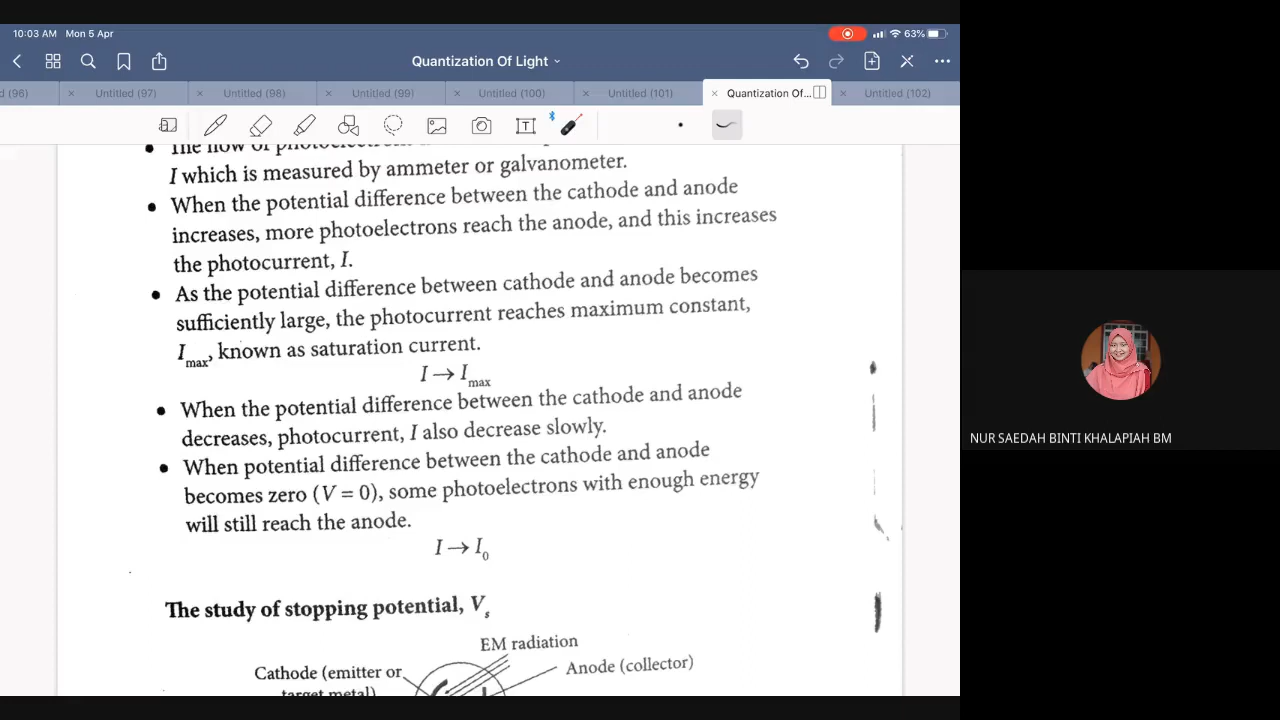 10:03 AM Mon 5 Apr
63%
Quantization Of Light
d (96)
Untitled (97)
Untitled (98)
Untitled (99)
Untitled (100)
Untitled (101)
Quantization Of...
Untitled (102)
I which is measured by ammeter or galvanometer.
• When the potential difference between the cathode and anode
increases, more photoelectrons reach the anode, and this increases
the photocurrent, I.
• As the potential difference between cathode and anode becomes
sufficiently large, the photocurrent reaches maximum constant,
Imax, known as saturation current.
I → Imax
• When the potential difference between the cathode and anode
decreases, photocurrent, I also decrease slowly.
• When potential difference between the cathode and anode
becomes zero (V = 0), some photoelectrons with enough energy
will still reach the anode.
I → I0
The study of stopping potential, Vs
EM radiation
Cathode (emitter or
target metal)
Anode (collector)
NUR SAEDAH BINTI KHALAPIAH BM